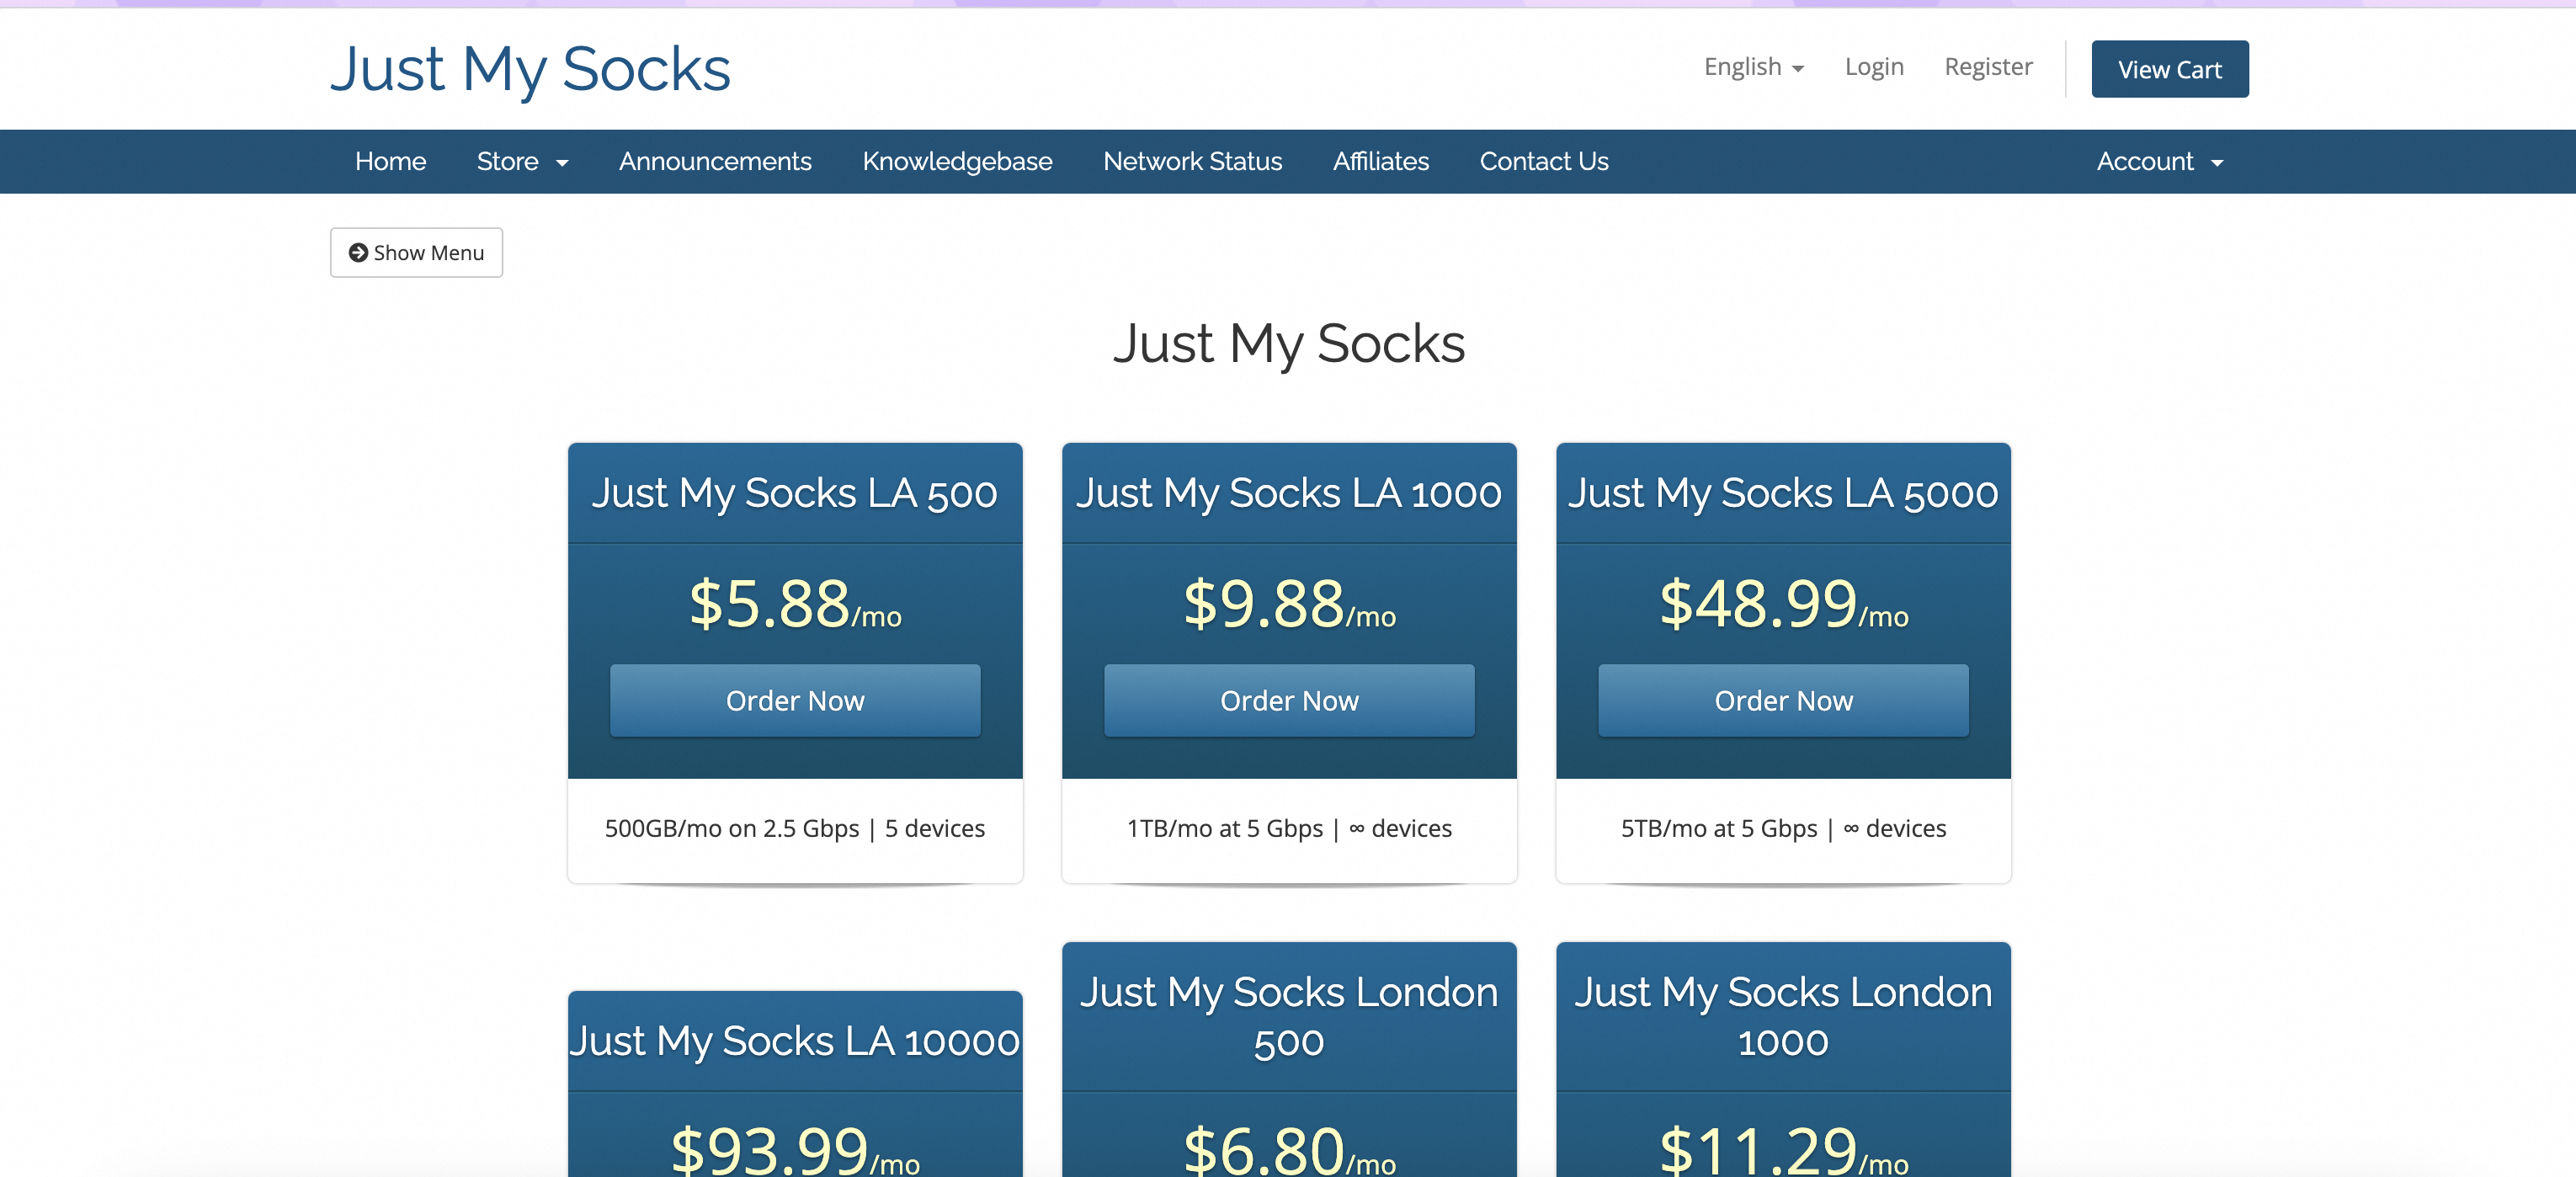 Just My Socks
English
Login
Register
View Cart
Home
Store
Announcements
Knowledgebase
Network Status
Affiliates
Contact Us
Account
Show Menu
Just My Socks
Just My Socks LA 500
$5.88/mo
Order Now
500GB/mo on 2.5 Gbps | 5 devices
Just My Socks LA 1000
$9.88/mo
Order Now
1TB/mo at 5 Gbps | ∞ devices
Just My Socks LA 5000
$48.99/mo
Order Now
5TB/mo at 5 Gbps | ∞ devices
Just My Socks LA 10000
$93.99/mo
Just My Socks London
500
$6.80/mo
Just My Socks London
1000
$11.29/mo